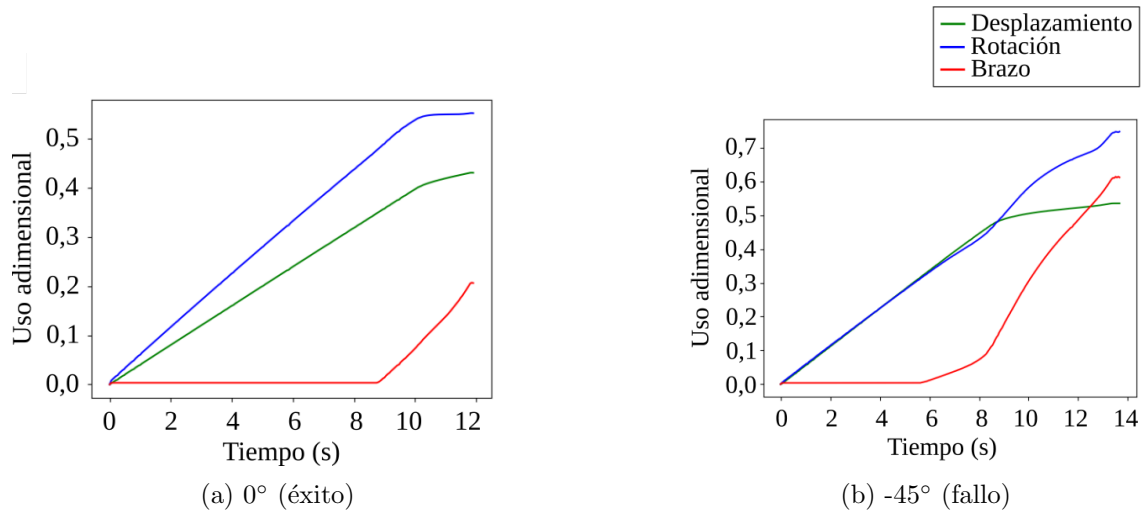 Desplazamiento
Rotación
Brazo
Uso adimensional
0,5
0,4
0,3
0,2
0,1
0,0
0 2 4 6 8 10 12
Tiempo (s)
(a) 0° (éxito)
Uso adimensional
0,7
0,6
0,5
0,4
0,3
0,2
0,1
0,0
0 2 4 6 8 10 12 14
Tiempo (s)
(b) -45° (fallo)